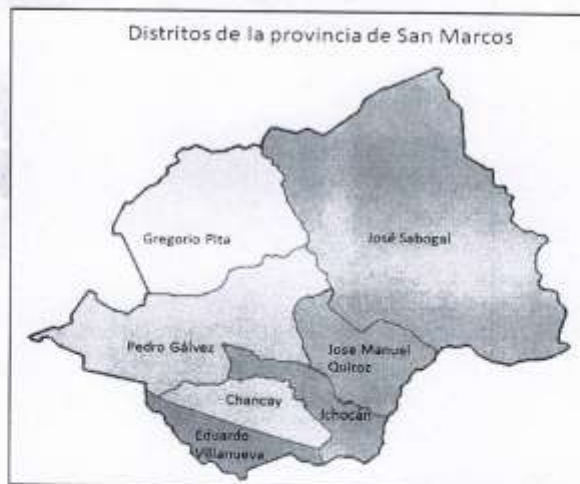 Distritos de la provincia de San Marcos
Gregorio Pita
José Sabogal
Pedro Gálvez
Jose Manuel
Quiroz
Chancay
Ichocán
Eduardo
Villanueva